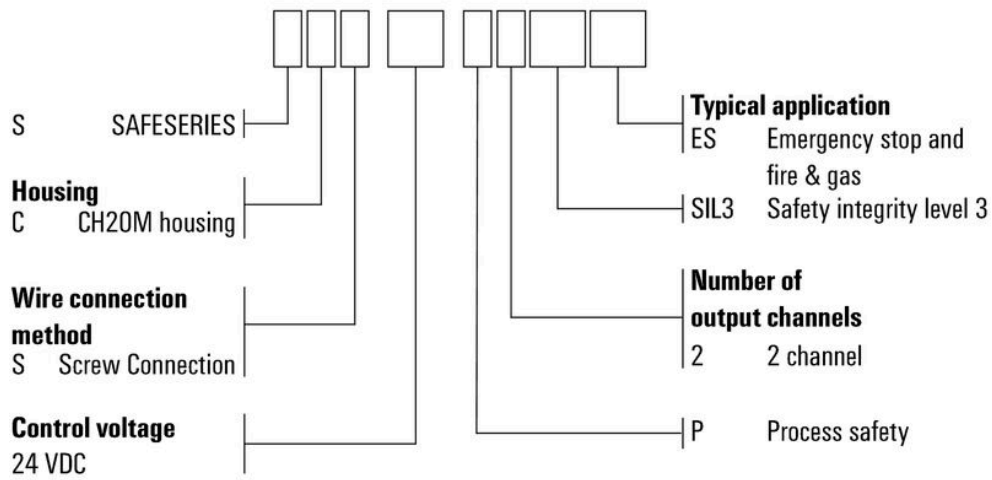 S SAFESERIES
Housing
C CH20M housing
Wire connection
method
S Screw Connection
Control voltage
24 VDC
Typical application
ES Emergency stop and
fire & gas
SIL3 Safety integrity level 3
Number of
output channels
2 2 channel
P Process safety